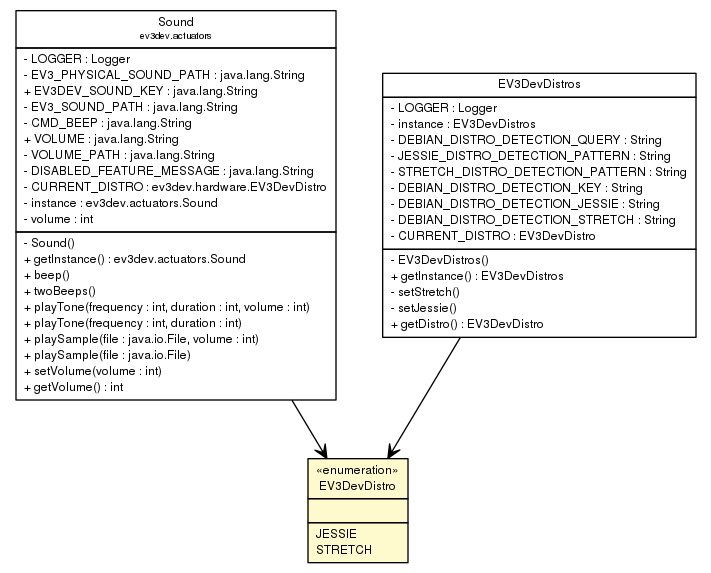 Sound
ev3dev.actuators
- LOGGER : Logger
- EV3_PHYSICAL_SOUND_PATH : java.lang.String
+ EV3DEV_SOUND_KEY : java.lang.String
- EV3_SOUND_PATH : java.lang.String
- CMD_BEEP : java.lang.String
+ VOLUME : java.lang.String
- VOLUME_PATH : java.lang.String
- DISABLED_FEATURE_MESSAGE : java.lang.String
- CURRENT_DISTRO : ev3dev.hardware.EV3DevDistro
- instance : ev3dev.actuators.Sound
- volume : int
- Sound()
+ getInstance() : ev3dev.actuators.Sound
+ beep()
+ twoBeeps()
+ playTone(frequency : int, duration : int, volume : int)
+ playTone(frequency : int, duration : int)
+ playSample(file : java.io.File, volume : int)
+ playSample(file : java.io.File)
+ setVolume(volume : int)
+ getVolume() : int
EV3DevDistros
- LOGGER : Logger
- instance : EV3DevDistros
- DEBIAN_DISTRO_DETECTION_QUERY : String
- JESSIE_DISTRO_DETECTION_PATTERN : String
- STRETCH_DISTRO_DETECTION_PATTERN : String
- DEBIAN_DISTRO_DETECTION_KEY : String
- DEBIAN_DISTRO_DETECTION_JESSIE : String
- DEBIAN_DISTRO_DETECTION_STRETCH : String
- CURRENT_DISTRO : EV3DevDistro
- EV3DevDistros()
+ getInstance() : EV3DevDistros
- setStretch()
- setJessie()
+ getDistro() : EV3DevDistro
«enumeration»
EV3DevDistro
JESSIE
STRETCH